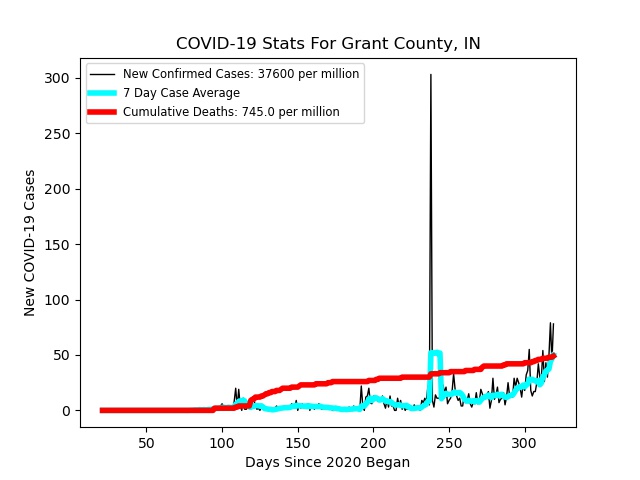 COVID-19 Stats For Grant County, IN
New Confirmed Cases: 37600 per million
7 Day Case Average
Cumulative Deaths: 745.0 per million
New COVID-19 Cases
300
250
200
150
100
50
0
50 100 150 200 250 300
Days Since 2020 Began